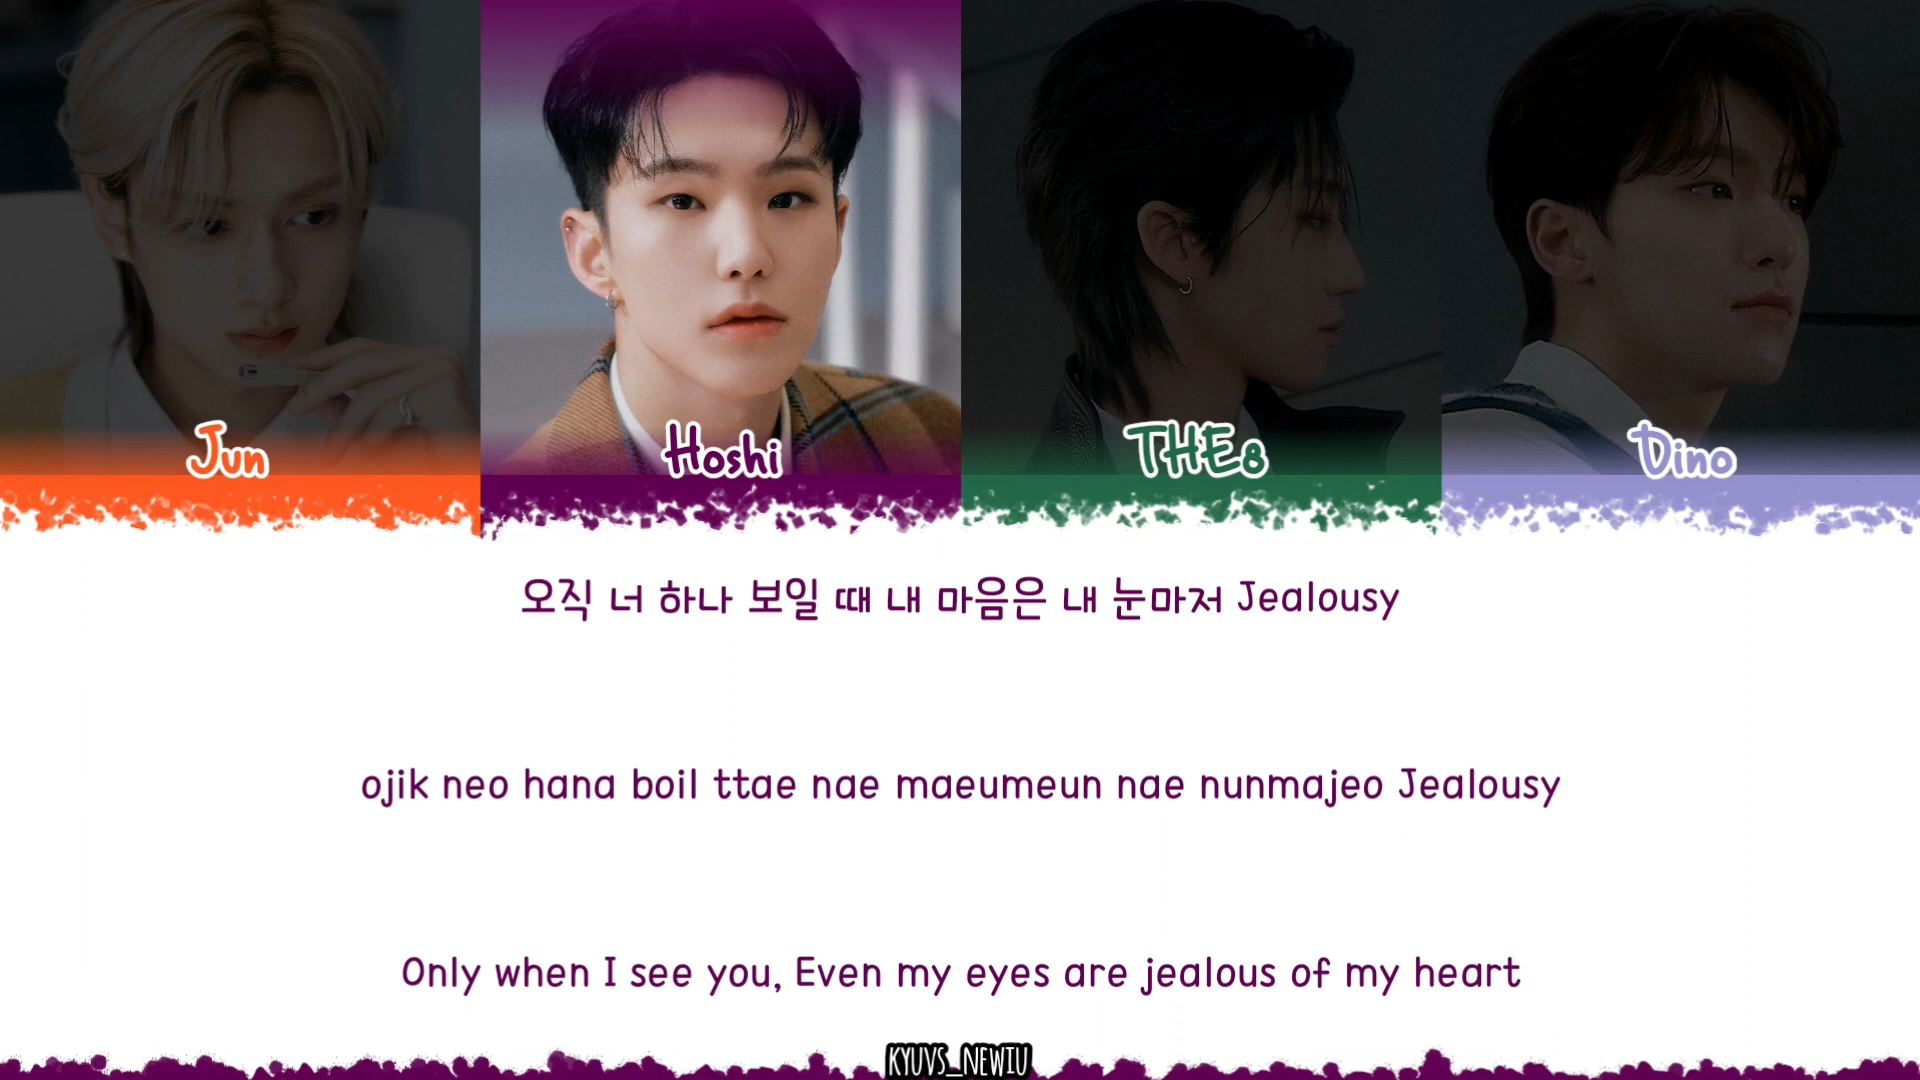 Jun
Hoshi
THE8
Dino
오직 너 하나 보일 때 내 마음은 내 눈마저 Jealousy
ojik neo hana boil ttae nae maeumeun nae nunmajeo Jealousy
Only when I see you, Even my eyes are jealous of my heart
KYUVS_NEWIU